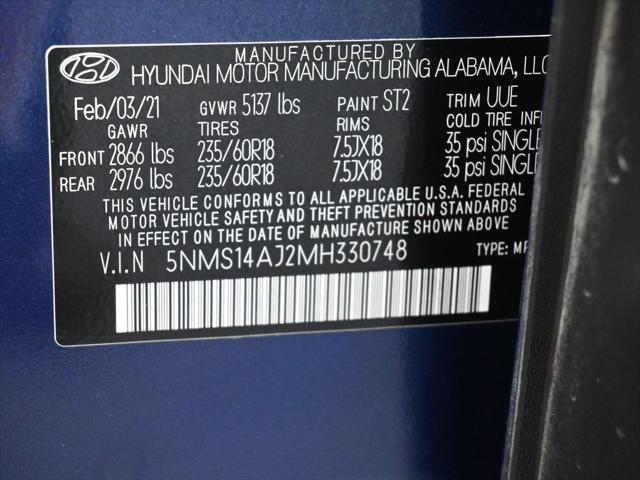 MANUFACTURED BY
HYUNDAI MOTOR MANUFACTURING ALABAMA, LLC
Feb/03/21 GVWR 5137 lbs PAINT ST2 TRIM UUE
GAWR TIRES RIMS COLD TIRE INF
FRONT 2866 lbs 235/60R18 7.5JX18 35 psi SINGLE
REAR 2976 lbs 235/60R18 7.5JX18 35 psi SINGLE
THIS VEHICLE CONFORMS TO ALL APPLICABLE U.S.A. FEDERAL
MOTOR VEHICLE SAFETY AND THEFT PREVENTION STANDARDS
IN EFFECT ON THE DATE OF MANUFACTURE SHOWN ABOVE.
V.I.N 5NMS14AJ2MH330748 TYPE: MP